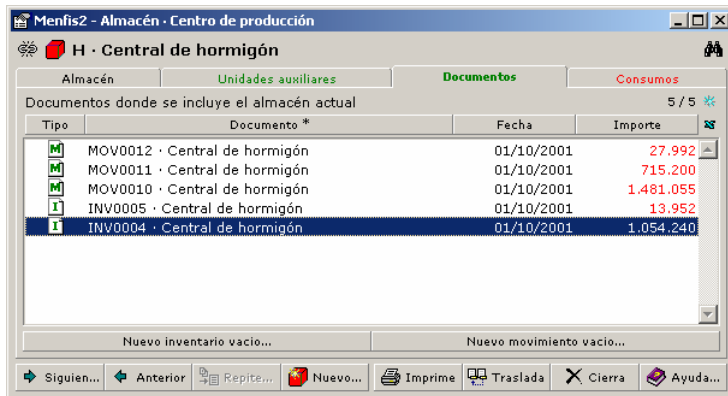 Menfis2 - Almacén · Centro de producción
H · Central de hormigón
Almacén Unidades auxiliares Documentos Consumos
Documentos donde se incluye el almacén actual 5 / 5
Tipo Documento * Fecha Importe
M MOV0012 · Central de hormigón 01/10/2001 27.992
M MOV0011 · Central de hormigón 01/10/2001 715.200
M MOV0010 · Central de hormigón 01/10/2001 1.481.055
I INV0005 · Central de hormigón 01/10/2001 13.952
I INV0004 · Central de hormigón 01/10/2001 1.054.240
Nuevo inventario vacio... Nuevo movimiento vacio...
Siguien... Anterior Repite... Nuevo... Imprime Traslada Cierra Ayuda...